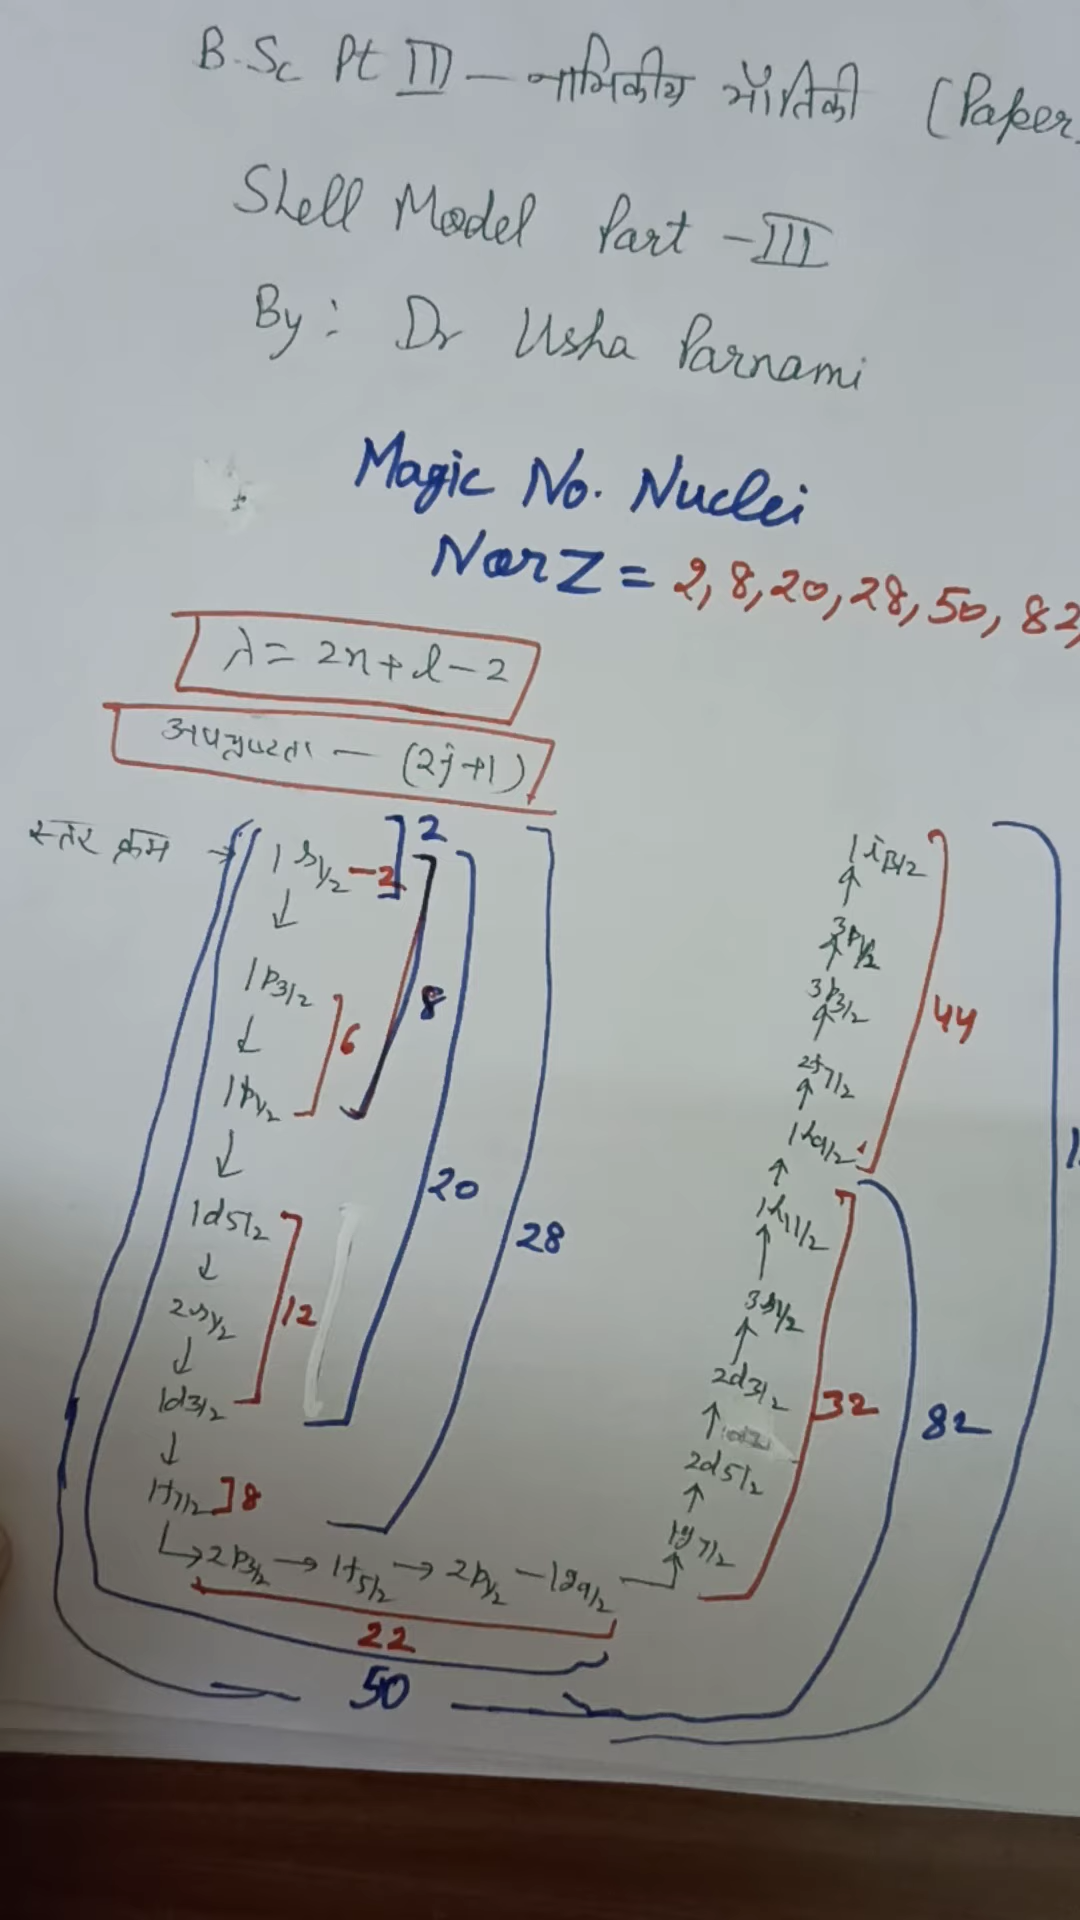 B.Sc Pt III — नाभिकीय भौतिकी (Paper
Shell Model Part - III
By : Dr Usha Parnami
Magic No. Nuclei
N or Z = 2, 8, 20, 28, 50, 82,
λ = 2n + l - 2
अपभ्रष्टता — (2j+1)
स्तर क्रम → 1s1/2 - 2 ] 2
↓
1p3/2
↓
1p1/2
6
8
↓
1d5/2
↓
2s1/2
↓
1d3/2
12
20
↓
1f7/2 ] 8
28
↳ 2p3/2 → 1f5/2 → 2p1/2 — 1g9/2
22
50
1g7/2
↑
2d5/2
↑
2d3/2
↑
3s1/2
↑
1h11/2
32
82
↑
1h9/2
↑
2f7/2
↑
3p3/2
↑
3p1/2
↑
1i13/2
44